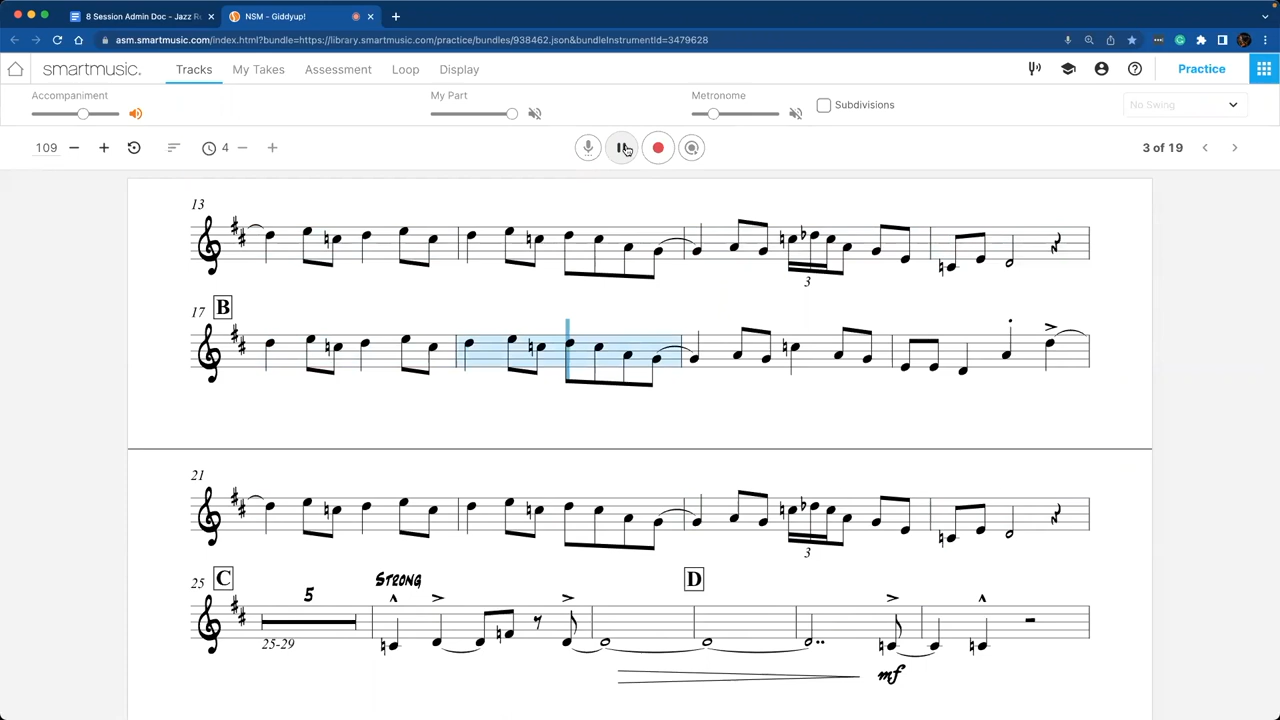 8 Session Admin Doc - Jazz R
NSM - Giddyup!
asm.smartmusic.com/index.html?bundle=https://library.smartmusic.com/practice/bundles/938462.json&bundleInstrumentId=3479628
smartmusic. Tracks My Takes Assessment Loop Display Practice
Accompaniment My Part Metronome Subdivisions No Swing
109 4 3 of 19
13
3
17 B
21
3
25 C 5 STRONG D
25-29
mf